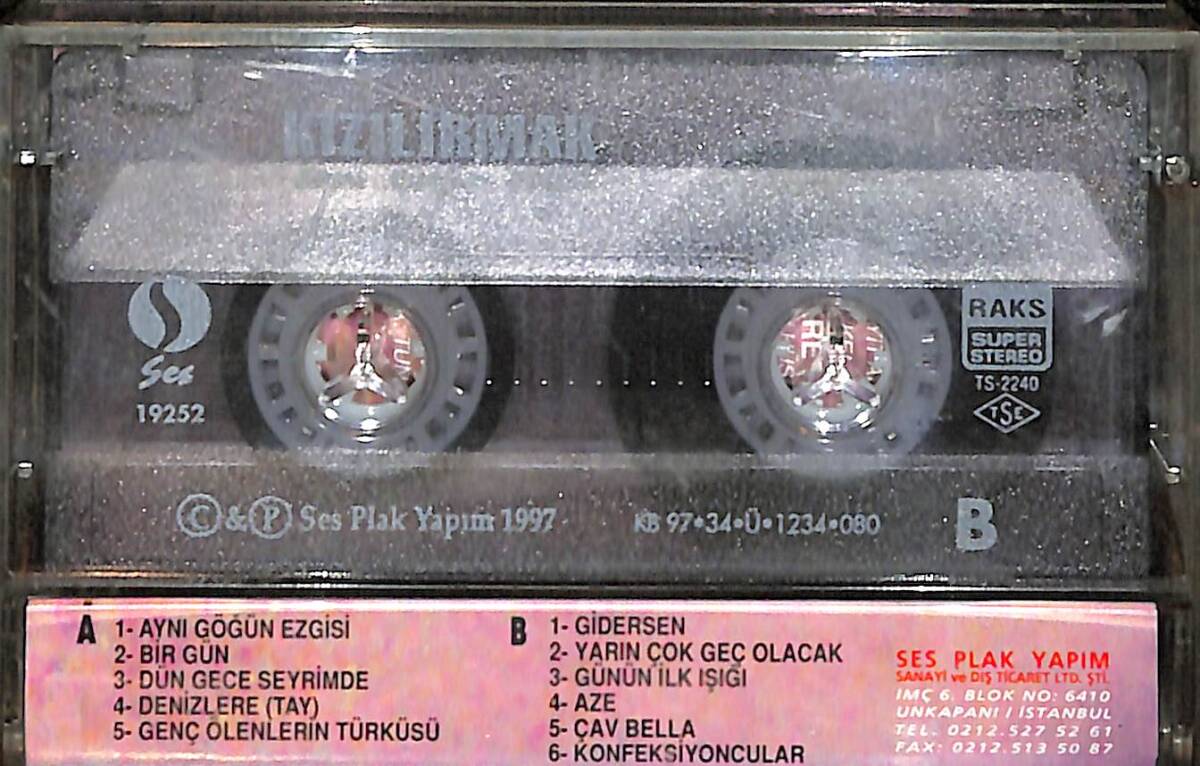 KIZILIRMAK
Ses
19252
RAKS
SUPER
STEREO
TS-2240
TSE
©&℗ Ses Plak Yapım 1997
KB 97•34•Ü•1234•080
B
A
1- AYNI GÖĞÜN EZGİSİ
2- BİR GÜN
3- DÜN GECE SEYRİMDE
4- DENİZLERE (TAY)
5- GENÇ ÖLENLERİN TÜRKÜSÜ
B
1- GİDERSEN
2- YARIN ÇOK GEÇ OLACAK
3- GÜNÜN İLK IŞIĞI
4- AZE
5- ÇAV BELLA
6- KONFEKSİYONCULAR
SES PLAK YAPIM
SANAYİ ve DIŞ TİCARET LTD. ŞTİ.
İMÇ 6. BLOK NO: 6410
UNKAPANI / İSTANBUL
TEL: 0212.527 52 61
FAX: 0212.513 50 87